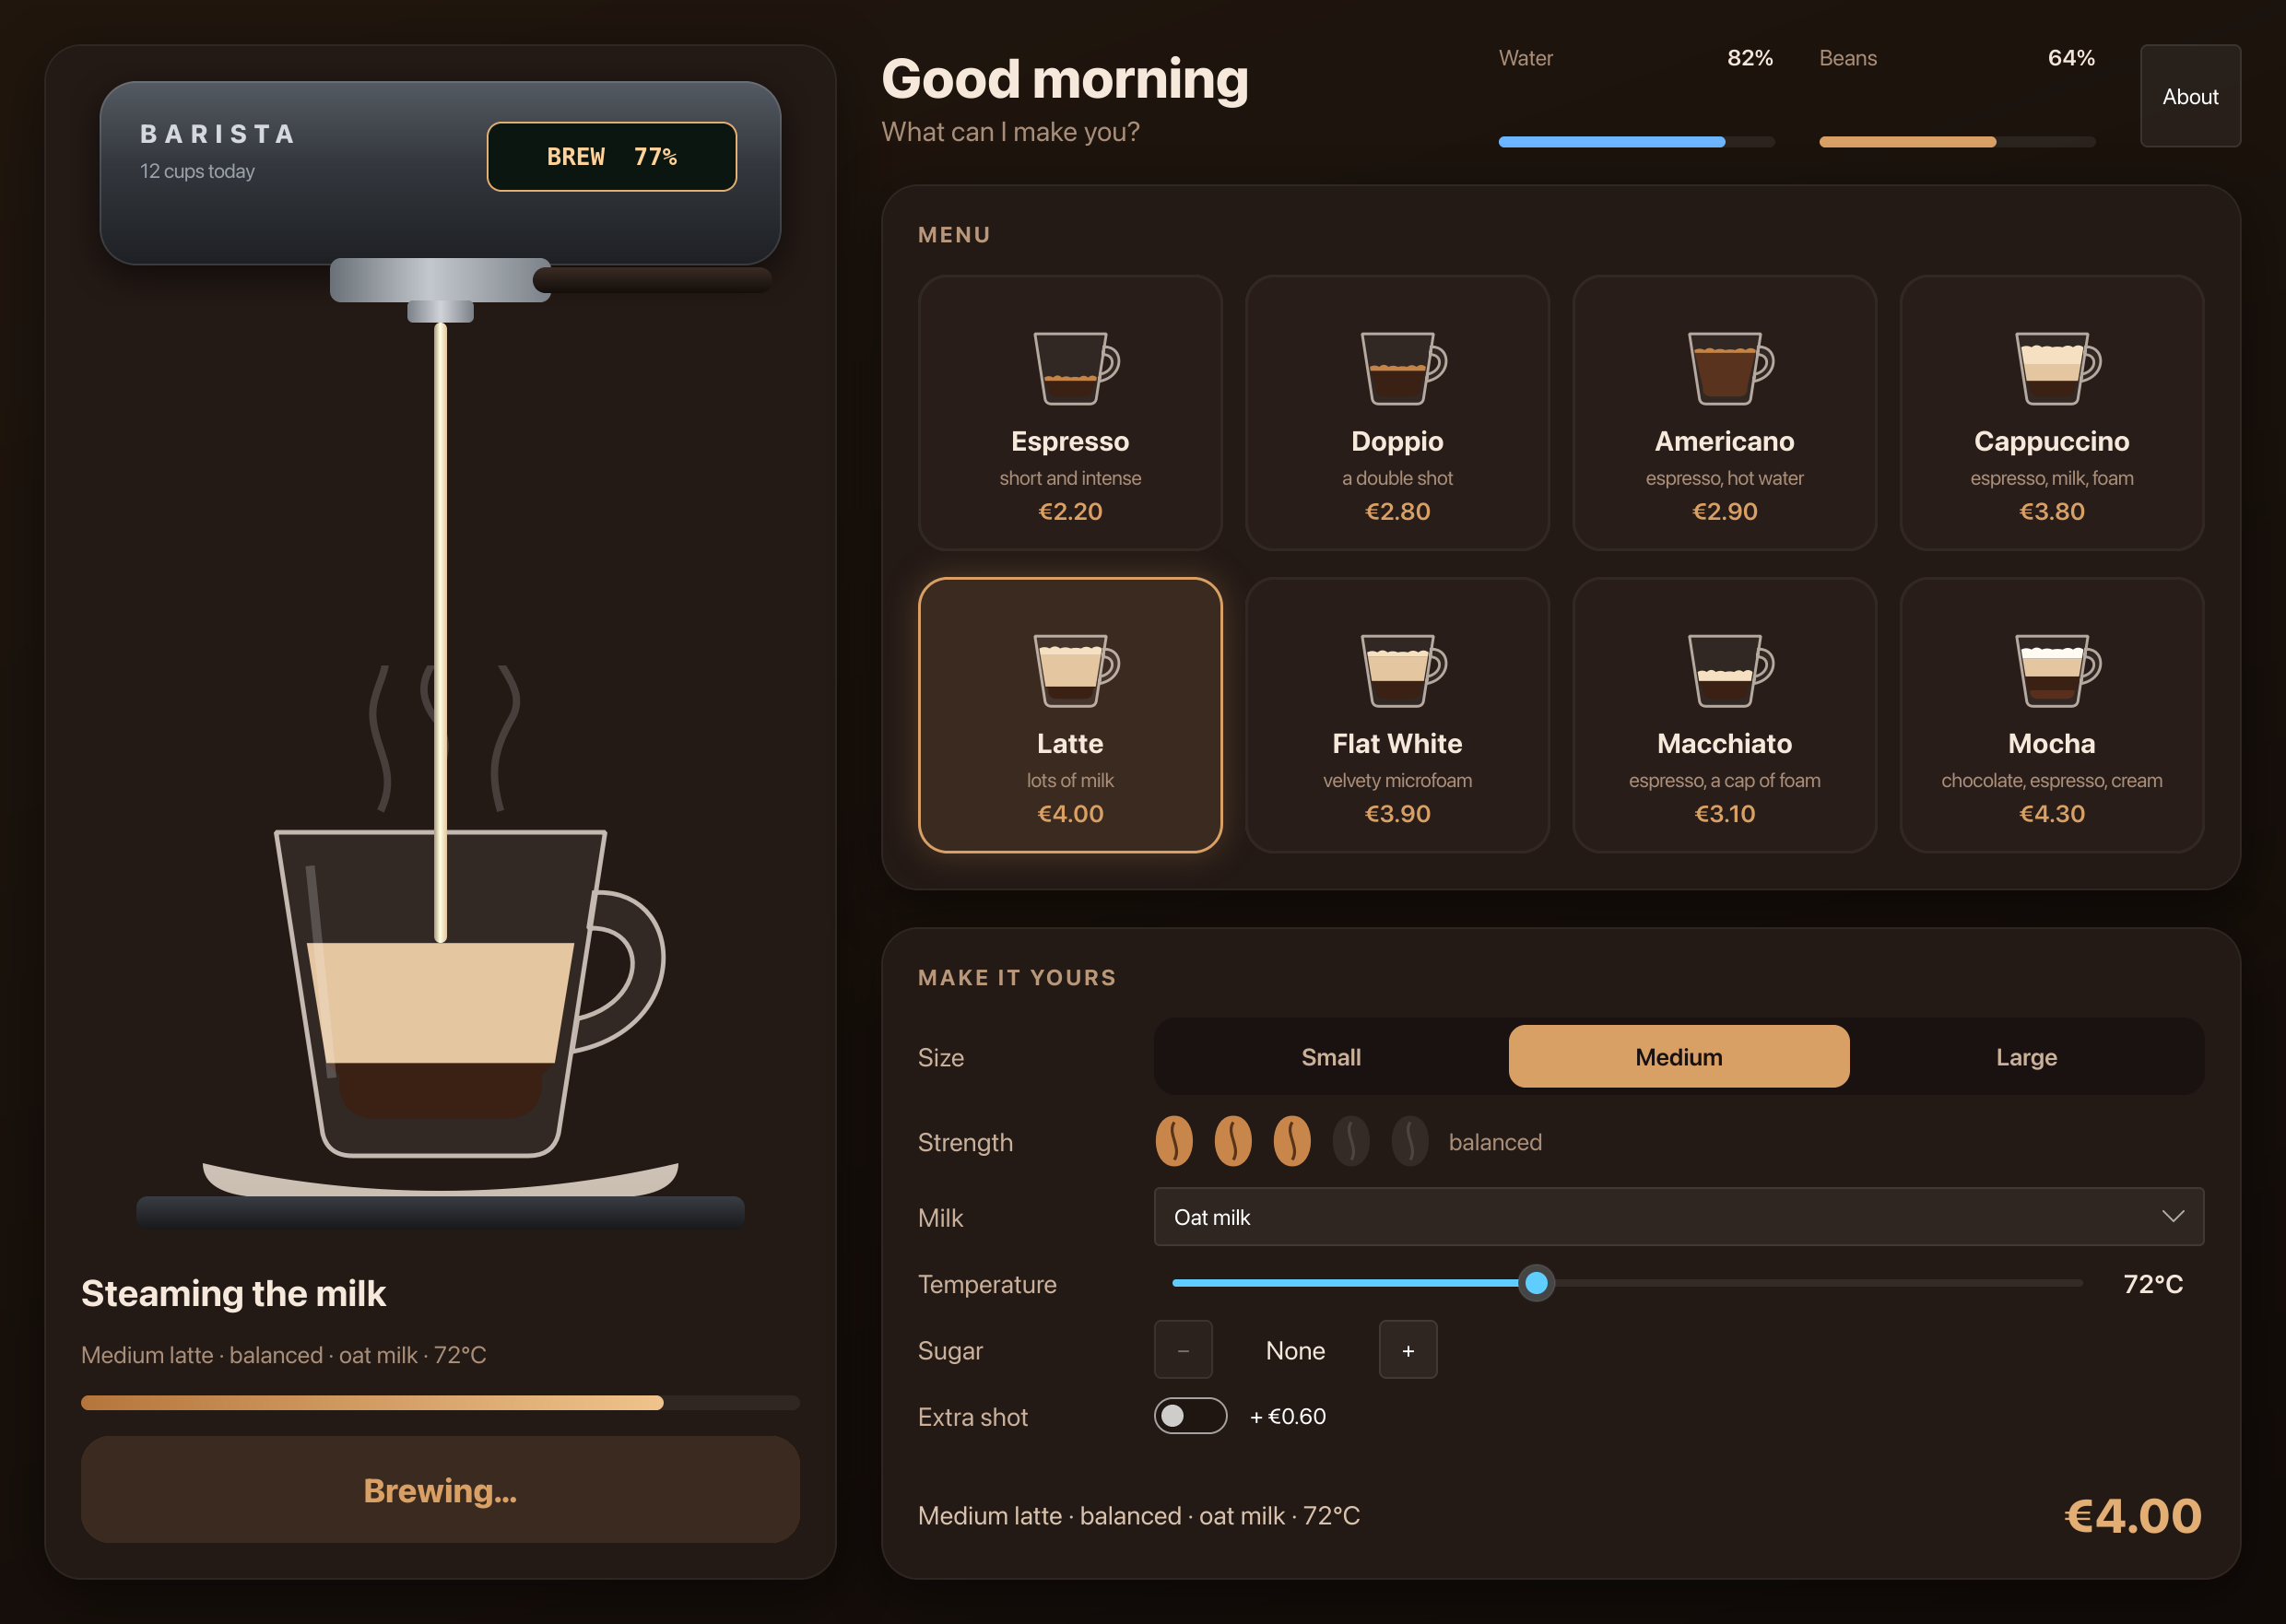 BARISTA
12 cups today
BREW 77%
Steaming the milk
Medium latte · balanced · oat milk · 72°C
Brewing...
Good morning
What can I make you?
Water 82%
Beans 64%
About
MENU
Espresso
short and intense
€2.20
Doppio
a double shot
€2.80
Americano
espresso, hot water
€2.90
Cappuccino
espresso, milk, foam
€3.80
Latte
lots of milk
€4.00
Flat White
velvety microfoam
€3.90
Macchiato
espresso, a cap of foam
€3.10
Mocha
chocolate, espresso, cream
€4.30
MAKE IT YOURS
Size Small Medium Large
Strength balanced
Milk Oat milk
Temperature 72°C
Sugar − None +
Extra shot + €0.60
Medium latte · balanced · oat milk · 72°C €4.00